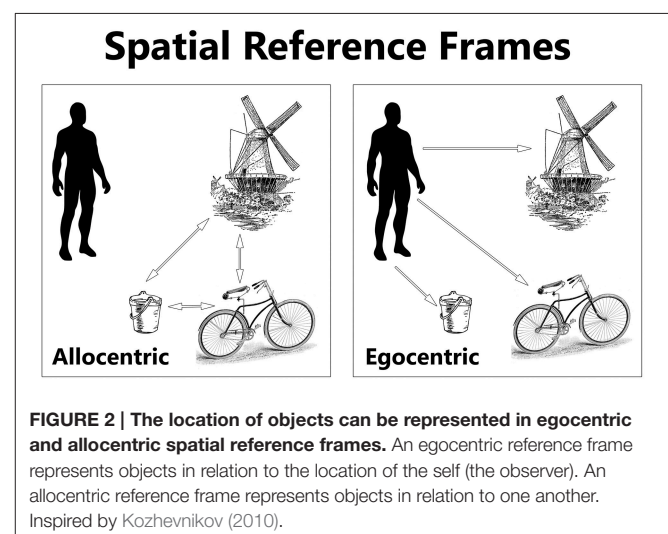 Spatial Reference Frames
Allocentric
Egocentric
FIGURE 2 | The location of objects can be represented in egocentric
and allocentric spatial reference frames. An egocentric reference frame
represents objects in relation to the location of the self (the observer). An
allocentric reference frame represents objects in relation to one another.
Inspired by Kozhevnikov (2010).